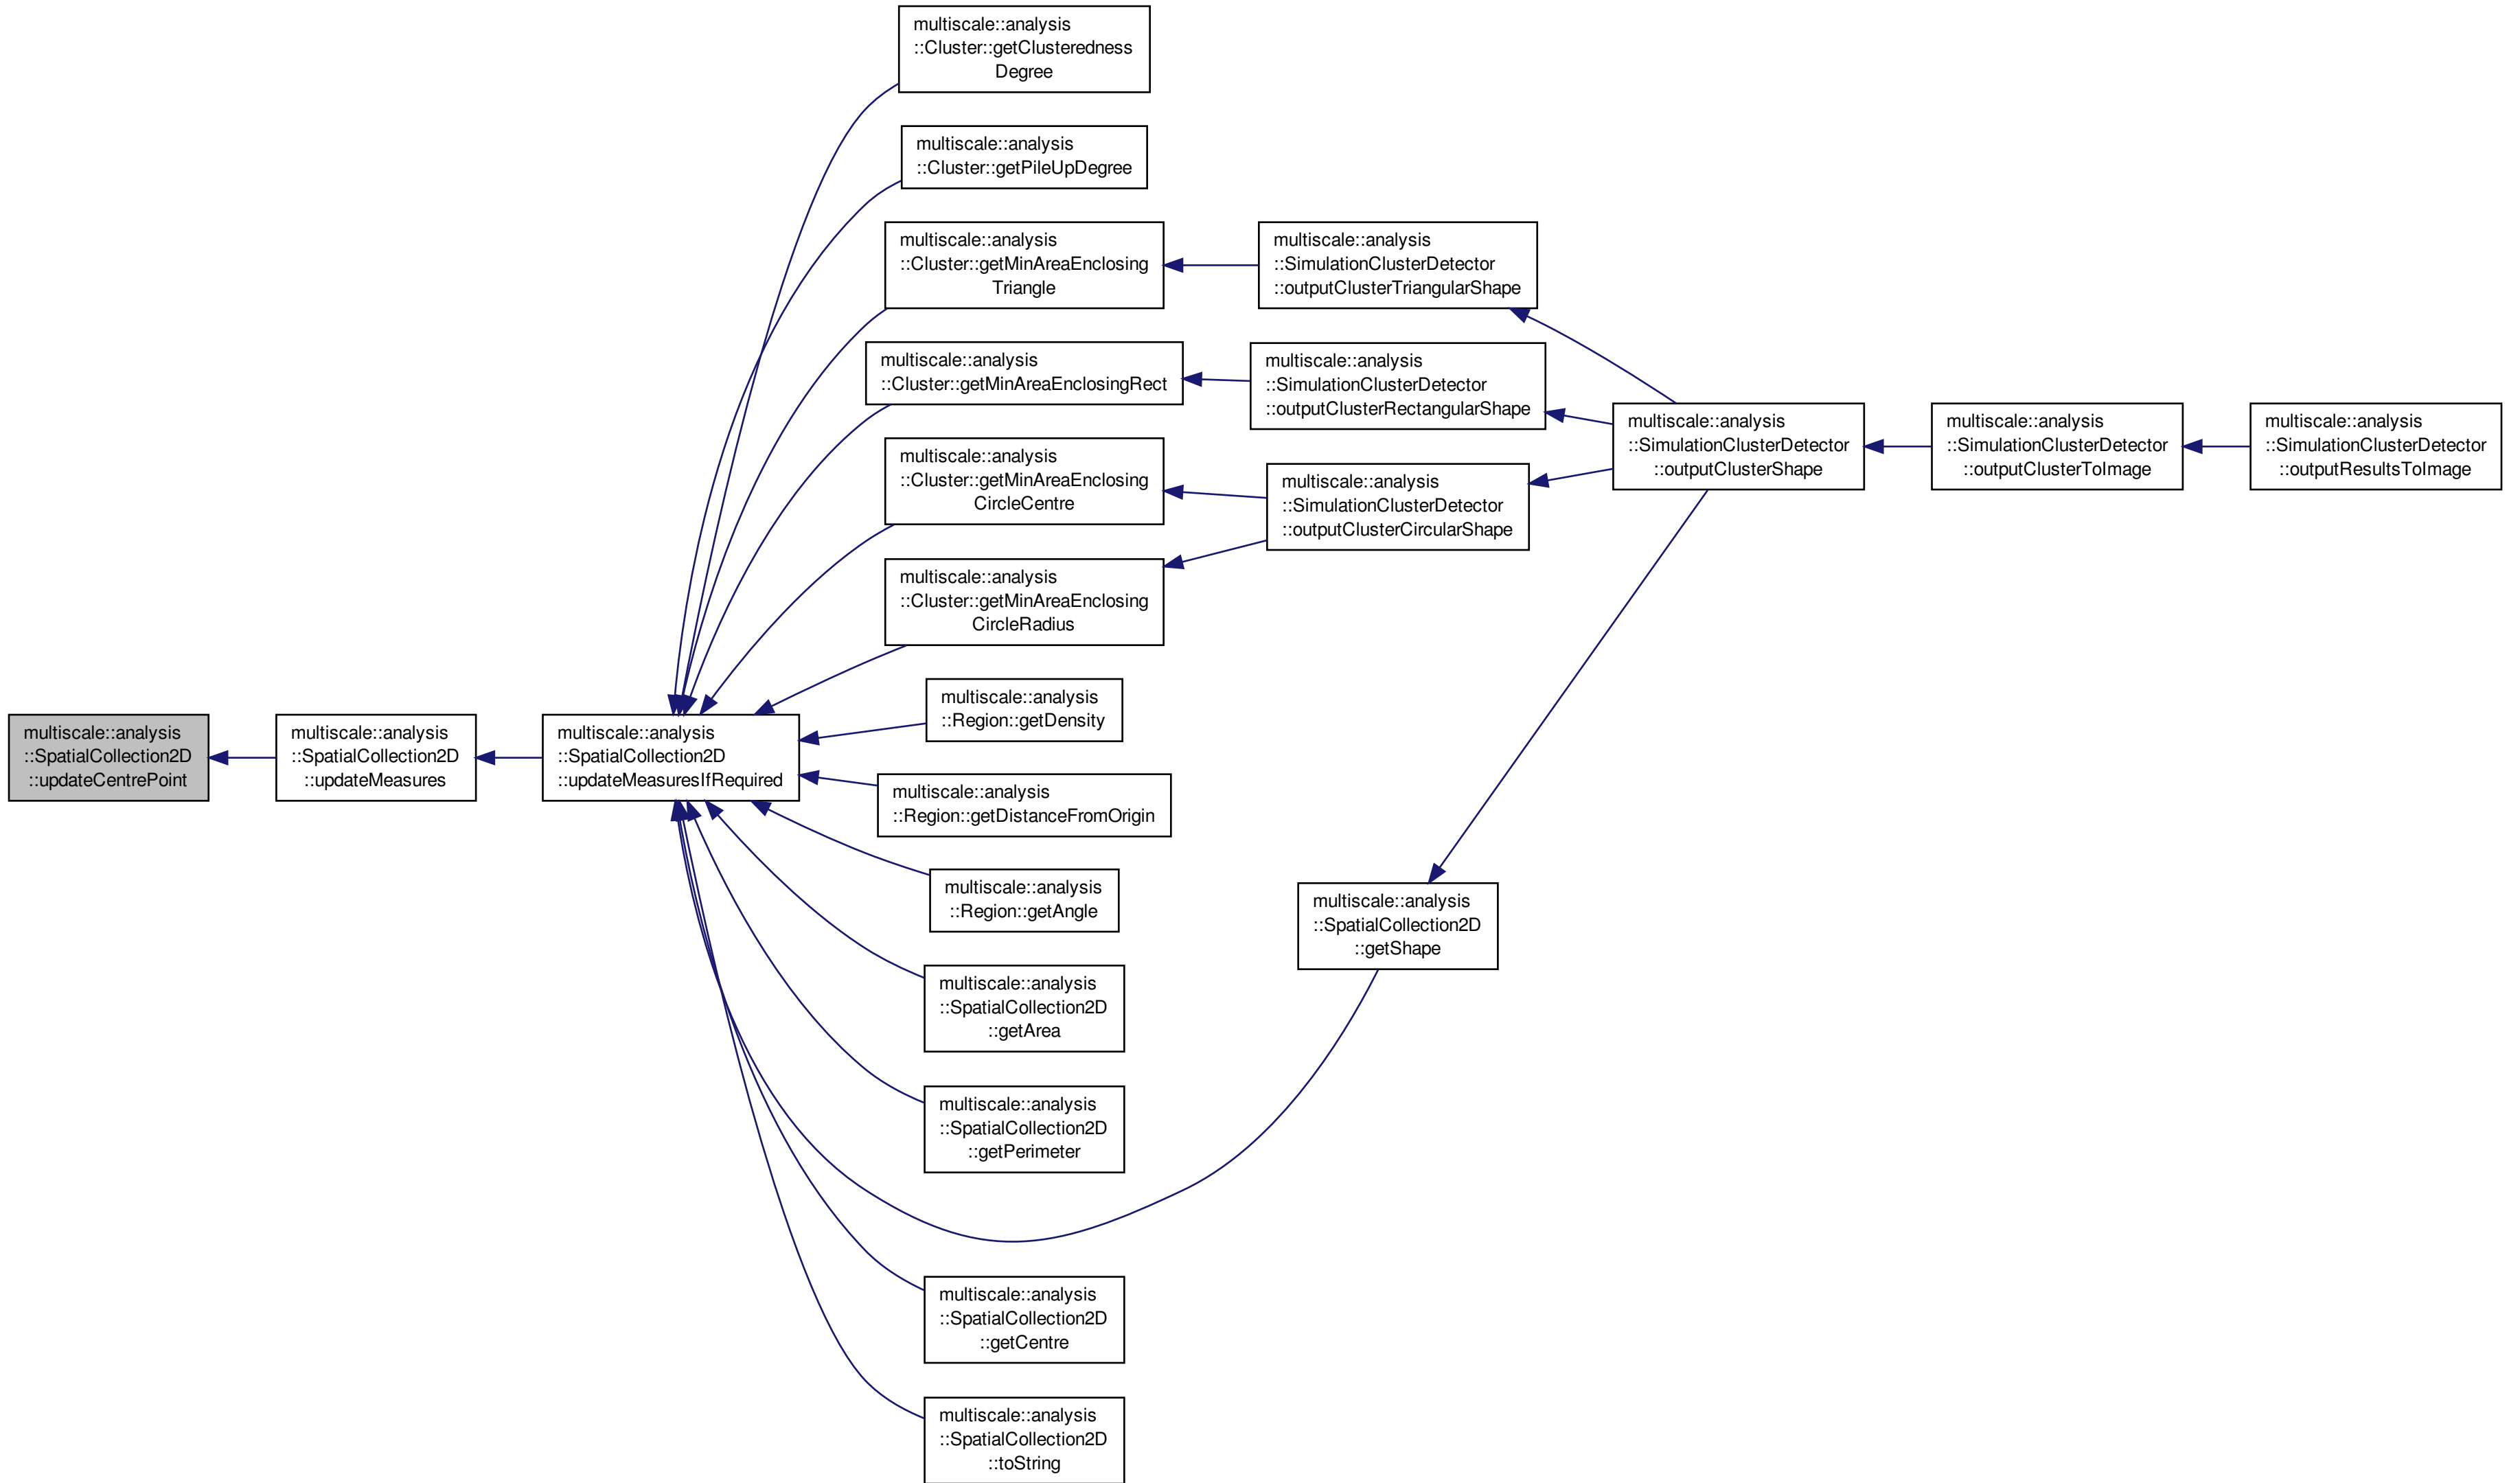 multiscale::analysis
::Cluster::getClusteredness
Degree
multiscale::analysis
::Cluster::getPileUpDegree
multiscale::analysis
::Cluster::getMinAreaEnclosing
Triangle
multiscale::analysis
::SimulationClusterDetector
::outputClusterTriangularShape
multiscale::analysis
::Cluster::getMinAreaEnclosingRect
multiscale::analysis
::SimulationClusterDetector
::outputClusterRectangularShape
multiscale::analysis
::Cluster::getMinAreaEnclosing
CircleCentre
multiscale::analysis
::SimulationClusterDetector
::outputClusterCircularShape
multiscale::analysis
::SimulationClusterDetector
::outputClusterShape
multiscale::analysis
::SimulationClusterDetector
::outputClusterToImage
multiscale::analysis
::SimulationClusterDetector
::outputResultsToImage
multiscale::analysis
::Cluster::getMinAreaEnclosing
CircleRadius
multiscale::analysis
::Region::getDensity
multiscale::analysis
::SpatialCollection2D
::updateCentrePoint
multiscale::analysis
::SpatialCollection2D
::updateMeasures
multiscale::analysis
::SpatialCollection2D
::updateMeasuresIfRequired
multiscale::analysis
::Region::getDistanceFromOrigin
multiscale::analysis
::Region::getAngle
multiscale::analysis
::SpatialCollection2D
::getShape
multiscale::analysis
::SpatialCollection2D
::getArea
multiscale::analysis
::SpatialCollection2D
::getPerimeter
multiscale::analysis
::SpatialCollection2D
::getCentre
multiscale::analysis
::SpatialCollection2D
::toString